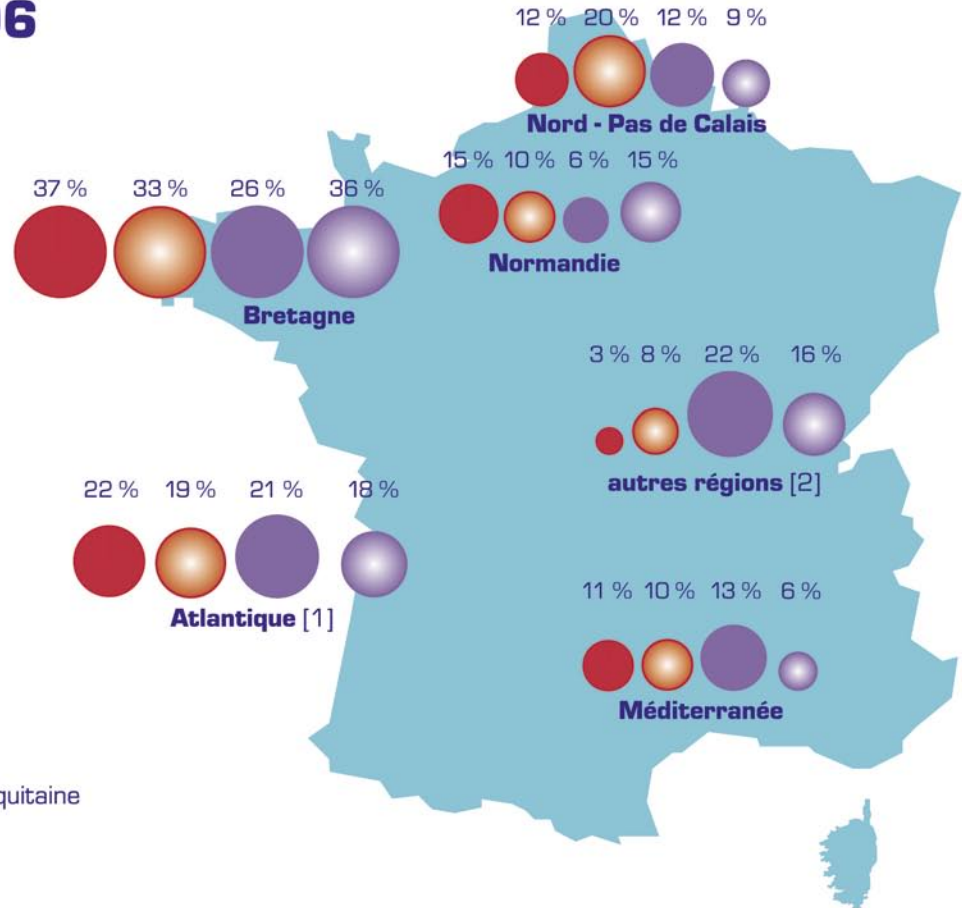 06
12 % 20 % 12 % 9 %
Nord - Pas de Calais
15 % 10 % 6 % 15 %
Normandie
37 % 33 % 26 % 36 %
Bretagne
3 % 8 % 22 % 16 %
autres régions [2]
22 % 19 % 21 % 18 %
Atlantique [1]
11 % 10 % 13 % 6 %
Méditerranée
quitaine